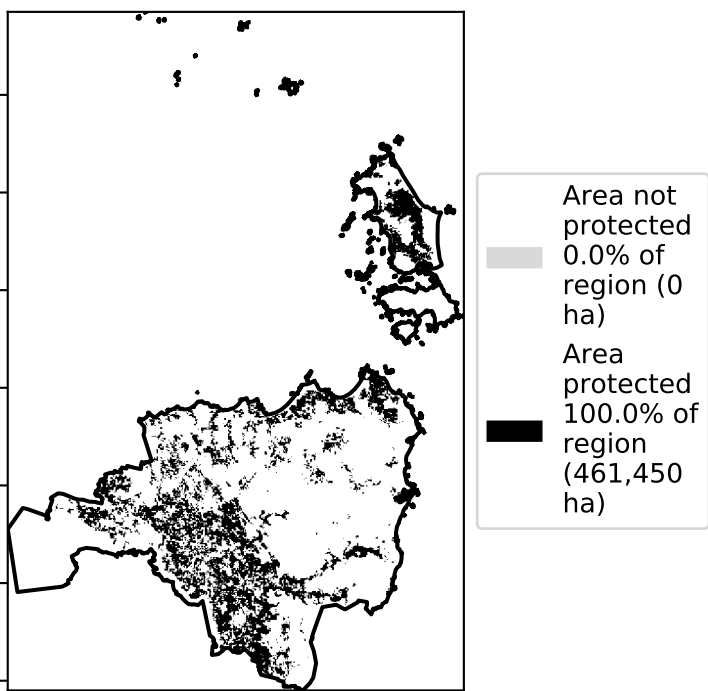 Area not
protected
0.0% of
region (0
ha)
Area
protected
100.0% of
region
(461,450
ha)